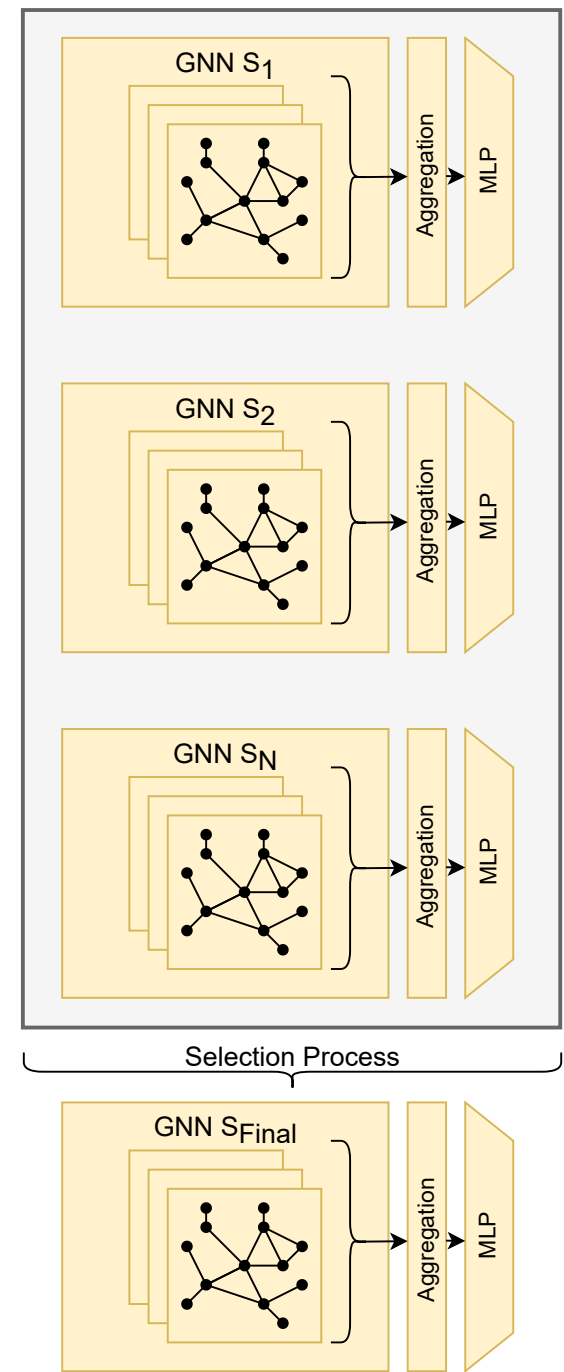 GNN S1
Aggregation
MLP
GNN S2
Aggregation
MLP
GNN SN
Aggregation
MLP
Selection Process
GNN SFinal
Aggregation
MLP